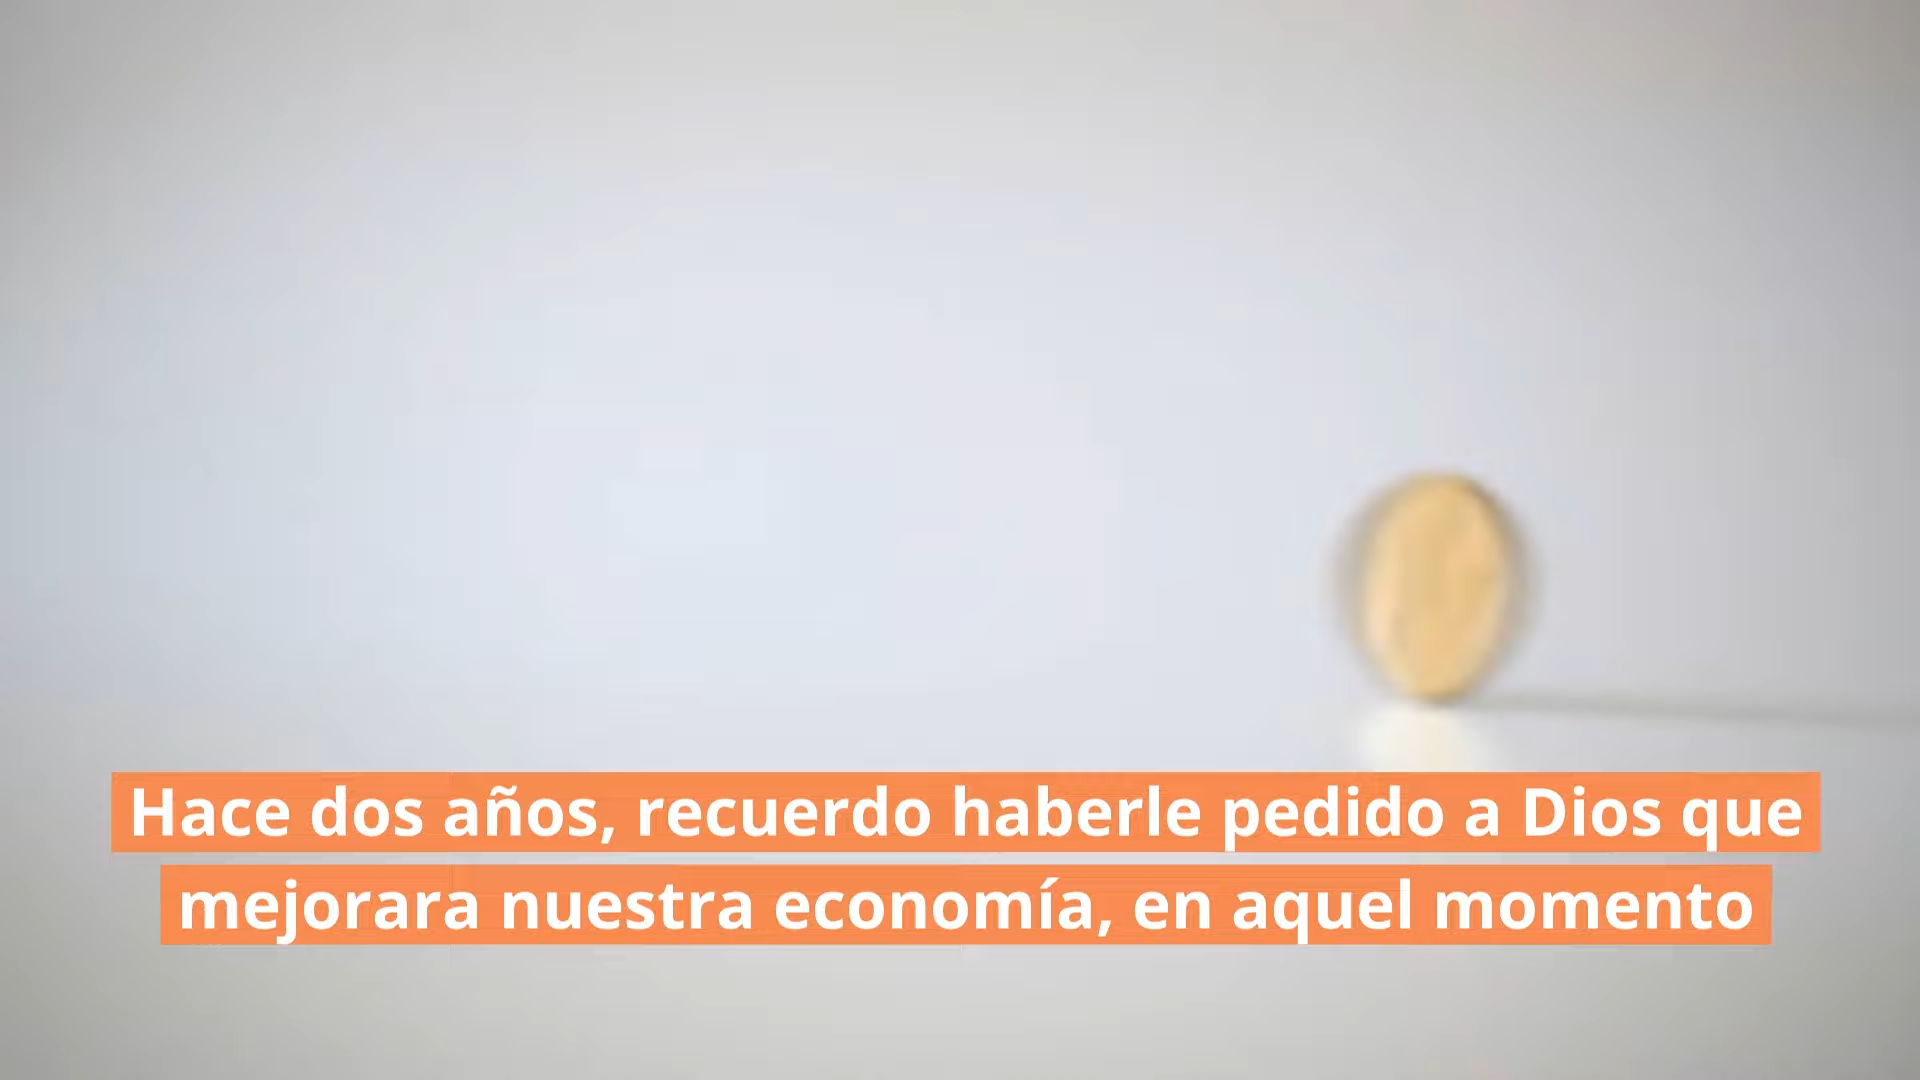 Hace dos años, recuerdo haberle pedido a Dios que
mejorara nuestra economía, en aquel momento